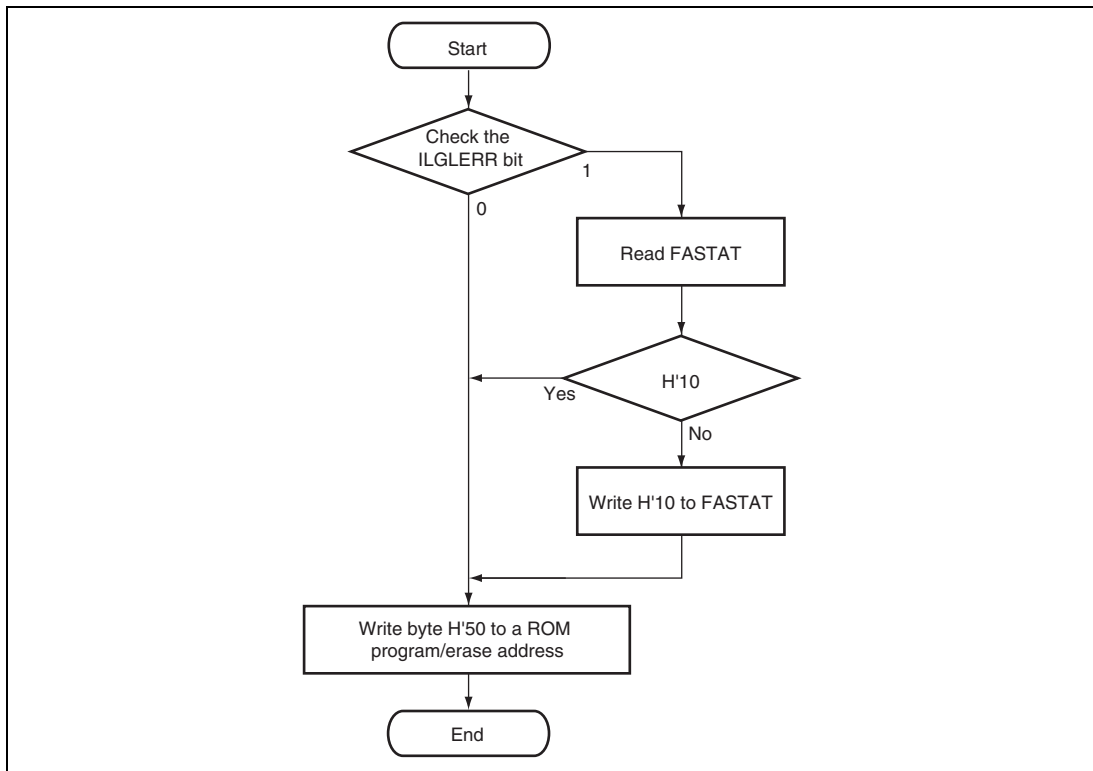 Start
Check the
ILGLERR bit
1
0
Read FASTAT
H'10
Yes
No
Write H'10 to FASTAT
Write byte H'50 to a ROM
program/erase address
End